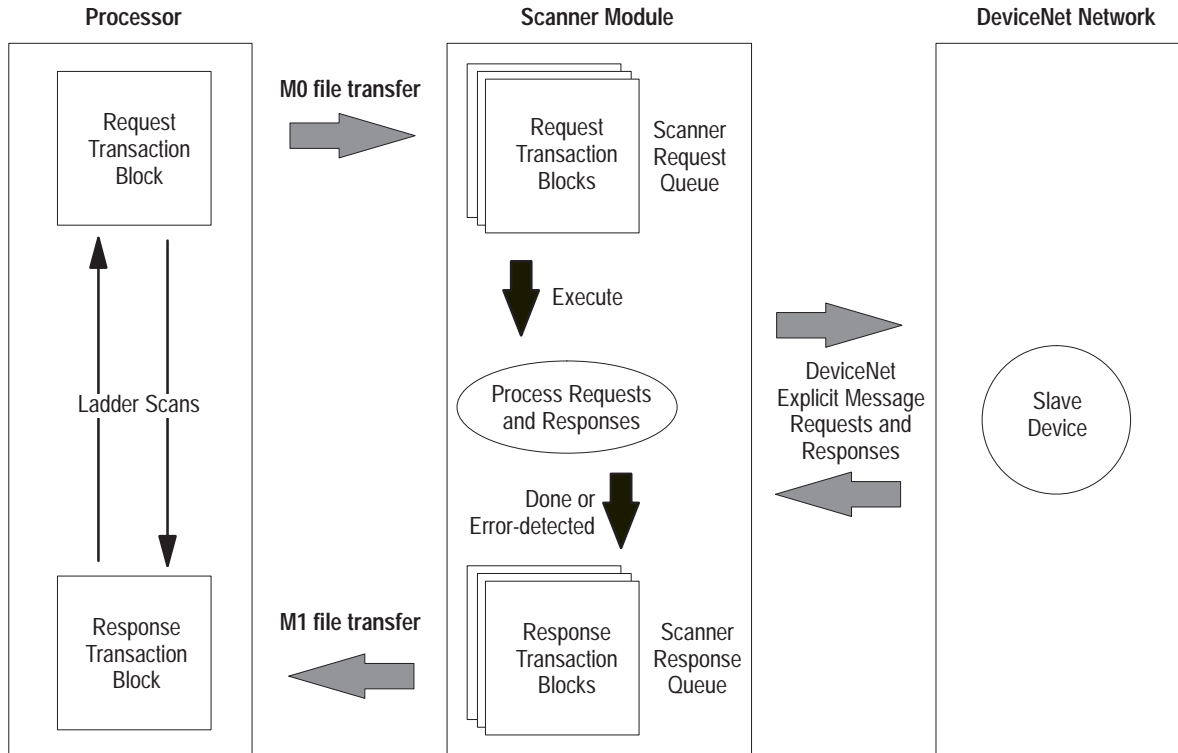 Processor
Scanner Module
DeviceNet Network
M0 file transfer
Request
Transaction
Block
Request
Transaction
Blocks
Scanner
Request
Queue
Execute
Ladder Scans
Process Requests
and Responses
DeviceNet
Explicit Message
Requests and
Responses
Slave
Device
Done or
Error-detected
M1 file transfer
Response
Transaction
Block
Response
Transaction
Blocks
Scanner
Response
Queue